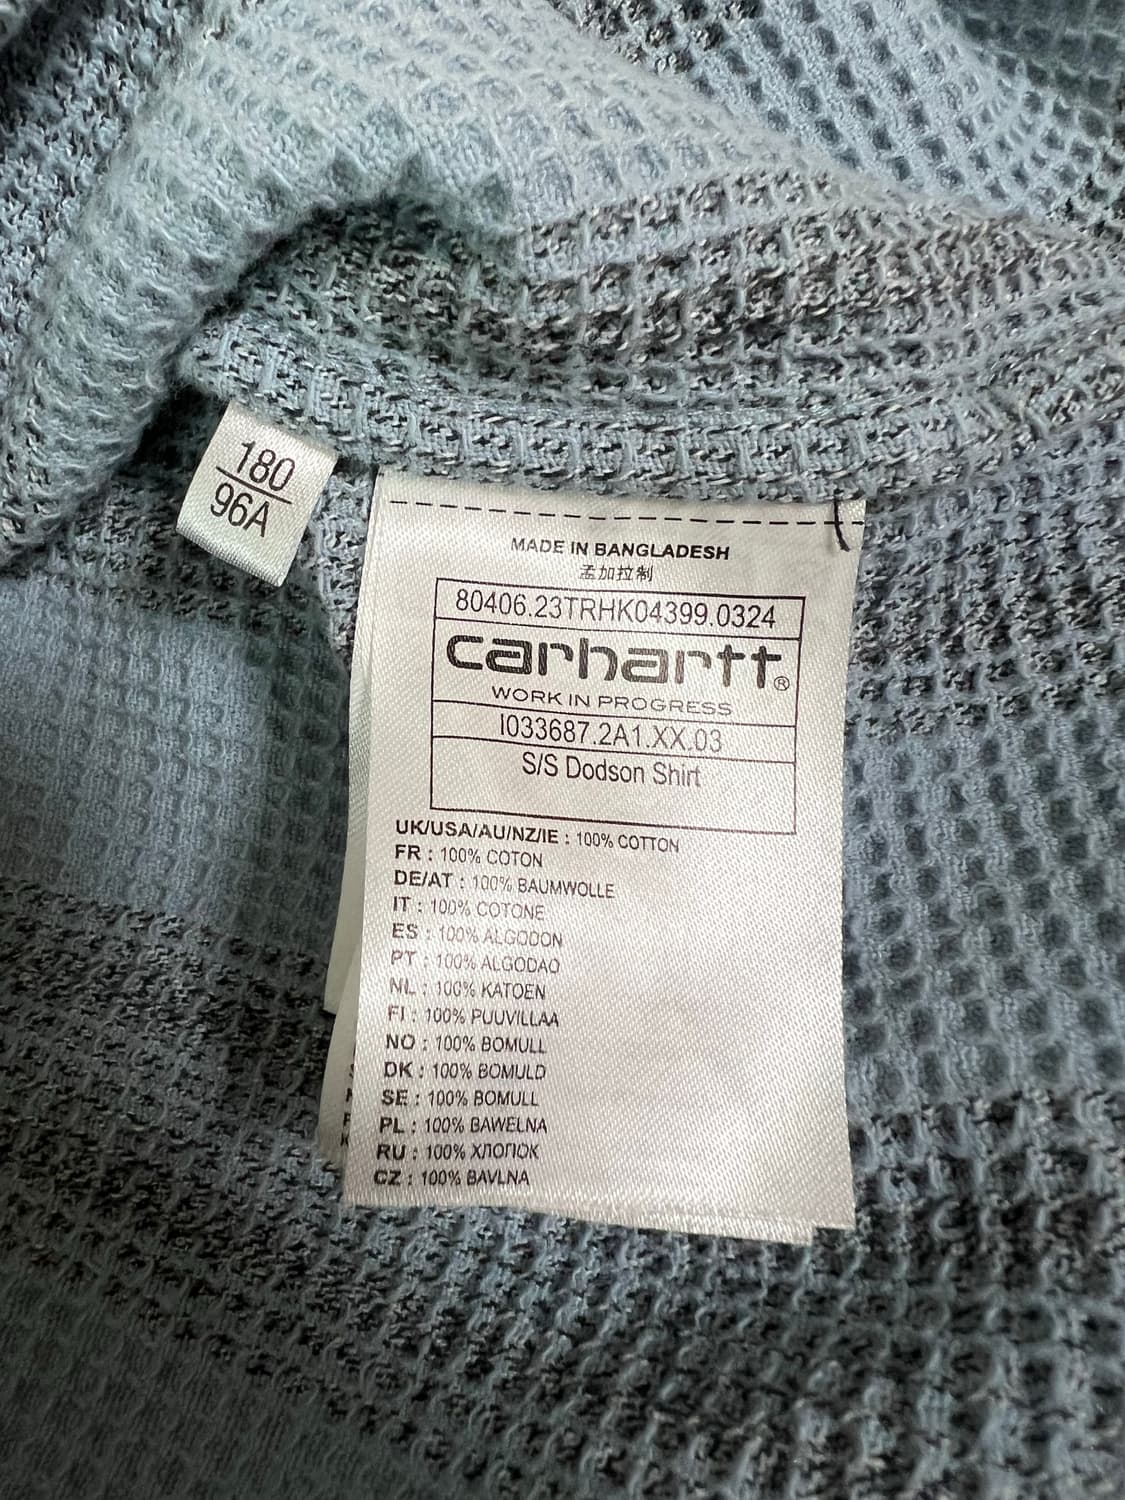 180
96A
MADE IN BANGLADESH
孟加拉制
80406.23TRHK04399.0324
carhartt®
WORK IN PROGRESS
I033687.2A1.XX.03
S/S Dodson Shirt
UK/USA/AU/NZ/IE : 100% COTTON
FR : 100% COTON
DE/AT : 100% BAUMWOLLE
IT : 100% COTONE
ES : 100% ALGODON
PT : 100% ALGODAO
NL : 100% KATOEN
FI : 100% PUUVILLAA
NO : 100% BOMULL
DK : 100% BOMULD
SE : 100% BOMULL
PL : 100% BAWEŁNA
RU : 100% ХЛОПОК
CZ : 100% BAVLNA